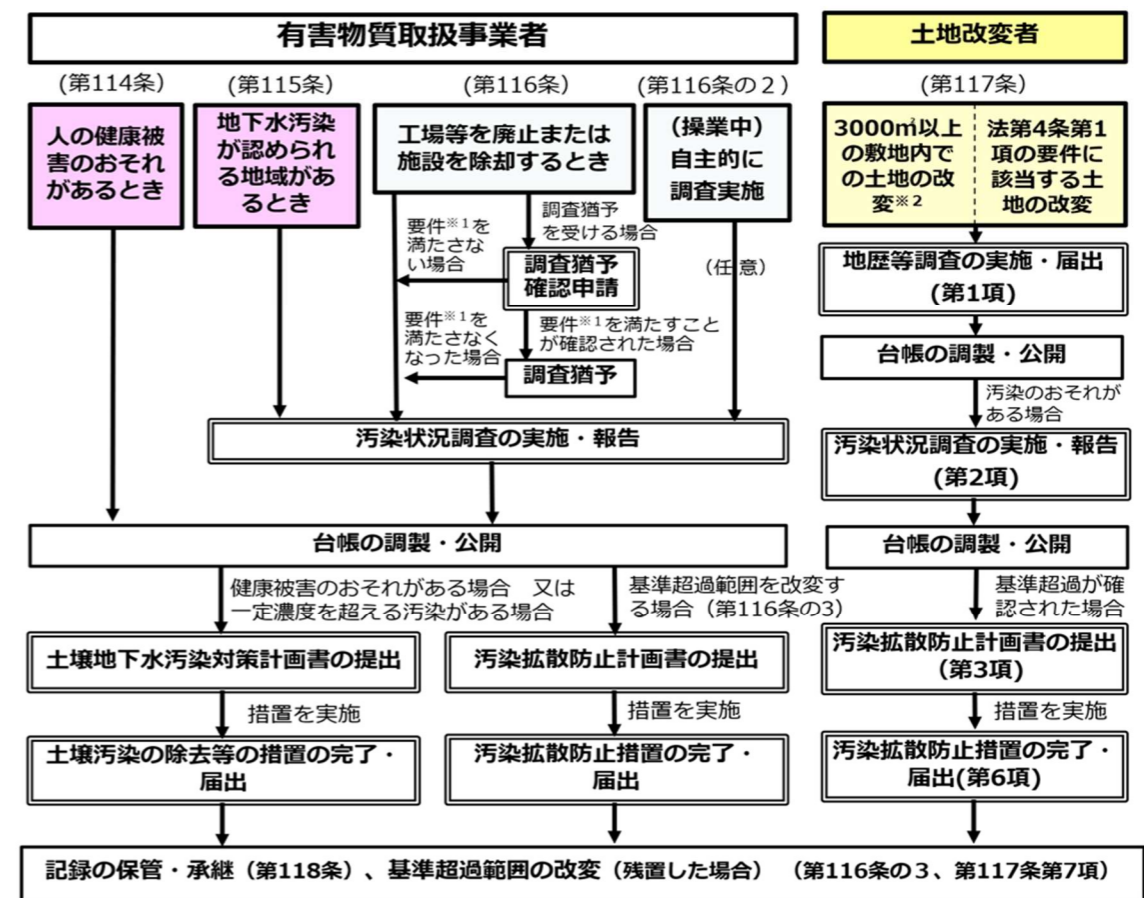 有害物質取扱事業者
土地改変者
(第114条)
(第115条)
(第116条)
(第116条の２)
(第117条)
人の健康被
害のおそれ
があるとき
地下水汚染
が認められ
る地域があ
るとき
工場等を廃止または
施設を除却するとき
(操業中)
自主的に
調査実施
3000㎡以上
の敷地内で
の土地の改
変※2
法第4条第1
項の要件に
該当する土
地の改変
要件※1を
満たさな
い場合
調査猶予
を受ける場合
調査猶予
確認申請
（任意）
地歴等調査の実施・届出
(第1項)
要件※1を
満たさなく
なった場合
要件※1を満たすこと
が確認された場合
調査猶予
台帳の調製・公開
汚染のおそれが
ある場合
汚染状況調査の実施・報告
汚染状況調査の実施・報告
(第2項)
台帳の調製・公開
台帳の調製・公開
健康被害のおそれがある場合　又は
一定濃度を超える汚染がある場合
基準超過範囲を改変す
る場合（第116条の3）
基準超過が確
認された場合
土壌地下水汚染対策計画書の提出
汚染拡散防止計画書の提出
汚染拡散防止計画書の提出
（第3項)
措置を実施
措置を実施
措置を実施
土壌汚染の除去等の措置の完了・
届出
汚染拡散防止措置の完了・
届出
汚染拡散防止措置の完了・
届出(第6項)
記録の保管・承継（第118条）、基準超過範囲の改変（残置した場合）　（第116条の３、第117条第7項）